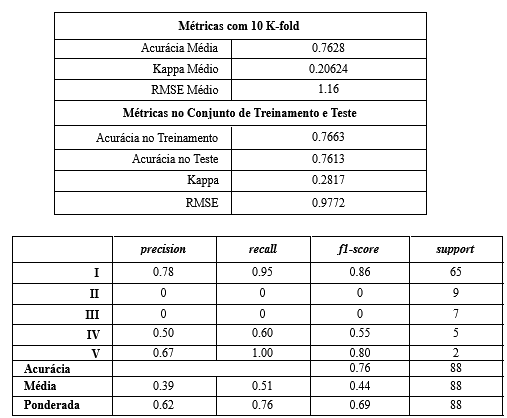 Métricas com 10 K-fold
Acurácia Média 0.7628
Kappa Médio 0.20624
RMSE Médio 1.16
Métricas no Conjunto de Treinamento e Teste
Acurácia no Treinamento 0.7663
Acurácia no Teste 0.7613
Kappa 0.2817
RMSE 0.9772
precision recall f1-score support
I 0.78 0.95 0.86 65
II 0 0 0 9
III 0 0 0 7
IV 0.50 0.60 0.55 5
V 0.67 1.00 0.80 2
Acurácia 0.76 88
Média 0.39 0.51 0.44 88
Ponderada 0.62 0.76 0.69 88